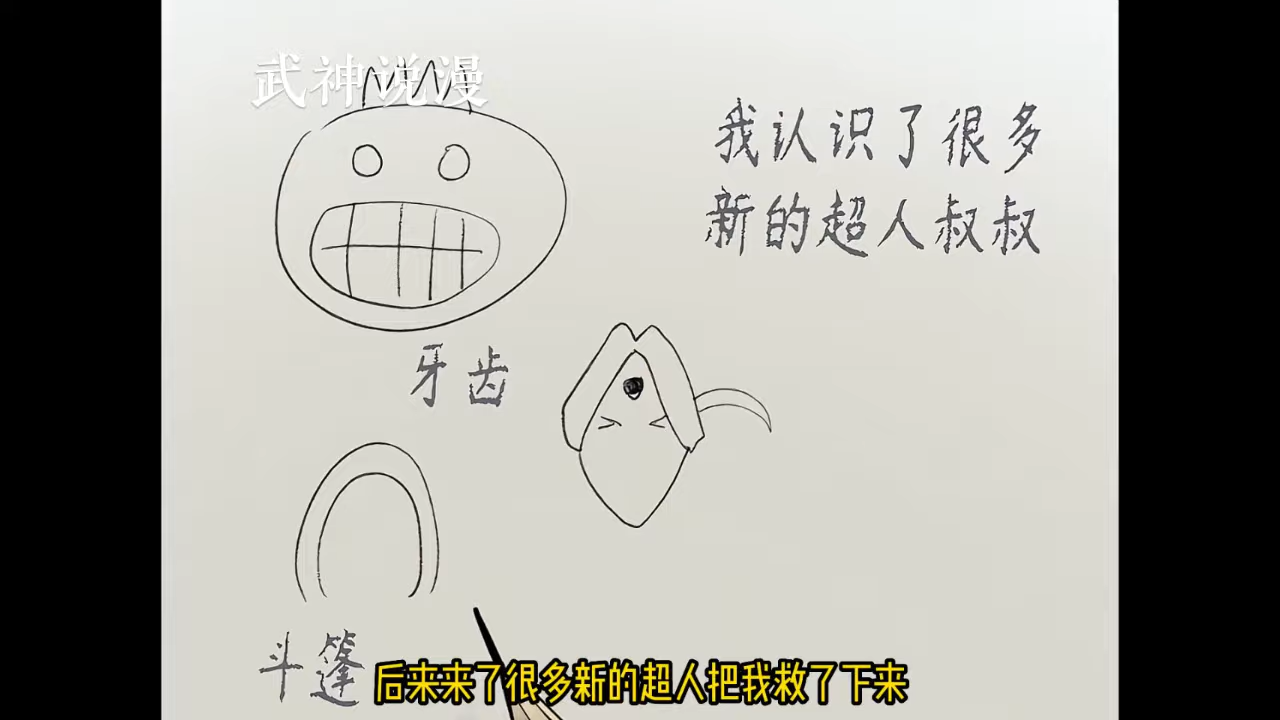 武神说漫
我认识了很多
新的超人叔叔
牙齿
斗篷
后来来了很多新的超人把我救了下来